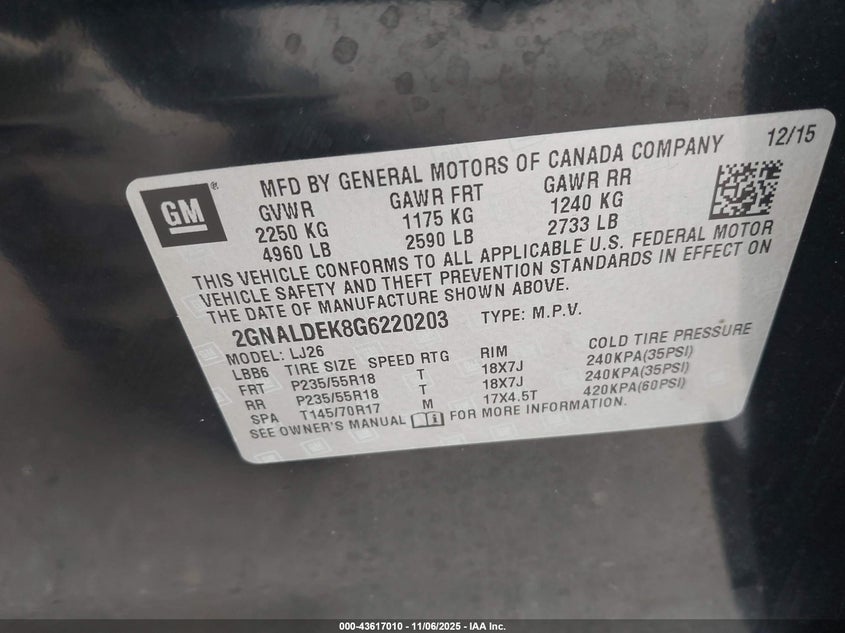 12/15
GM®
MFD BY GENERAL MOTORS OF CANADA COMPANY
GVWR GAWR FRT GAWR RR
2250 KG 1175 KG 1240 KG
4960 LB 2590 LB 2733 LB
THIS VEHICLE CONFORMS TO ALL APPLICABLE U.S. FEDERAL MOTOR
VEHICLE SAFETY AND THEFT PREVENTION STANDARDS IN EFFECT ON
THE DATE OF MANUFACTURE SHOWN ABOVE.
2GNALDEK8G6220203 TYPE: M.P.V.
MODEL: LJ26
LBB6 TIRE SIZE SPEED RTG RIM COLD TIRE PRESSURE
FRT P235/55R18 T 18X7J 240KPA(35PSI)
RR P235/55R18 T 18X7J 240KPA(35PSI)
SPA T145/70R17 M 17X4.5T 420KPA(60PSI)
SEE OWNER'S MANUAL FOR MORE INFORMATION.
000-43617010 - 11/06/2025 - IAA Inc.